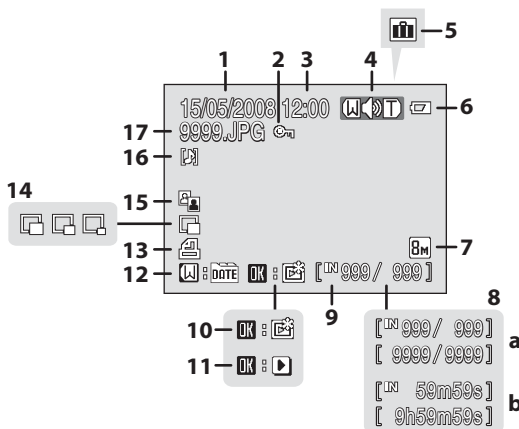 5
1 2 3 4
15/05/2008 12:00 W T
6
17 9999.JPG
16
14
15
13
8M 7
12 W : DATE OK : [IN 999/ 999]
9
8
10 OK :
11 OK :
[IN 999/ 999]
[ 9999/9999]
a
[IN 59m59s]
[ 9h59m59s]
b